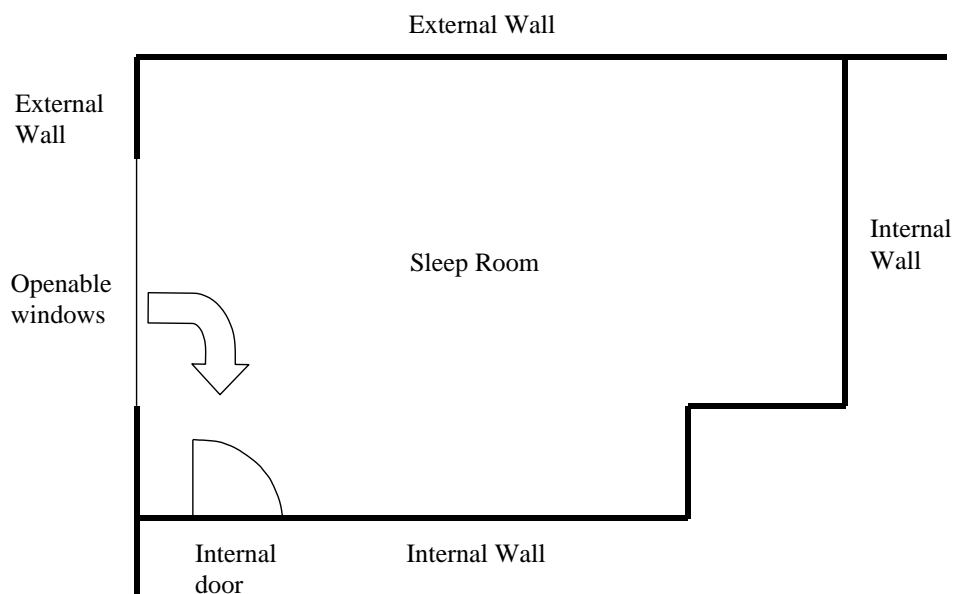 External Wall
External
Wall
Internal
Wall
Sleep Room
Openable
windows
Internal
door
Internal Wall